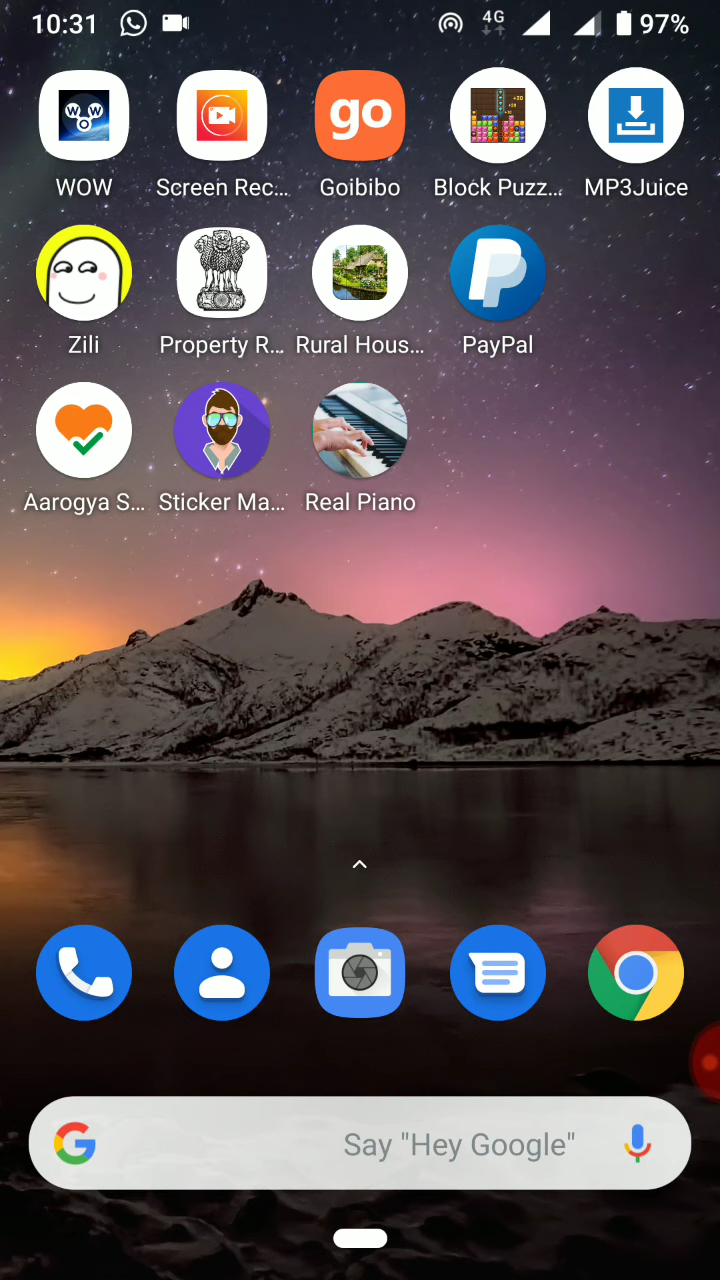 10:31 4G 97%
WOW Screen Rec... Goibibo Block Puzz... MP3Juice
go
Zili Property R... Rural Hous... PayPal
Aarogya S... Sticker Ma... Real Piano
Say "Hey Google"